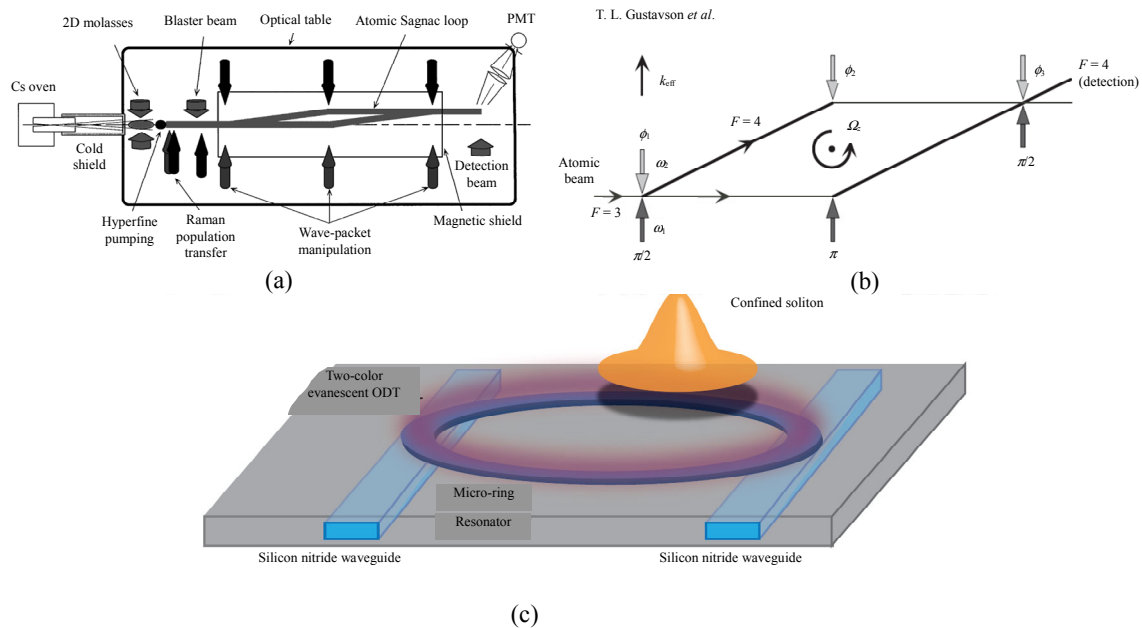 2D molasses
Blaster beam
Optical table
Atomic Sagnac loop
PMT
Cs oven
Cold
shield
Hyperfine
pumping
Raman
population
transfer
Wave-packet
manipulation
Detection
beam
Magnetic shield
(a)
T. L. Gustavson et al.
k_eff
ϕ₂
ϕ₃
F = 4
(detection)
F = 4
Ω_z
ϕ₁
π/2
Atomic
beam
ω₂
F = 3
ω₁
π/2
π
(b)
Confined soliton
Two-color
evanescent ODT
Micro-ring
Resonator
Silicon nitride waveguide
Silicon nitride waveguide
(c)